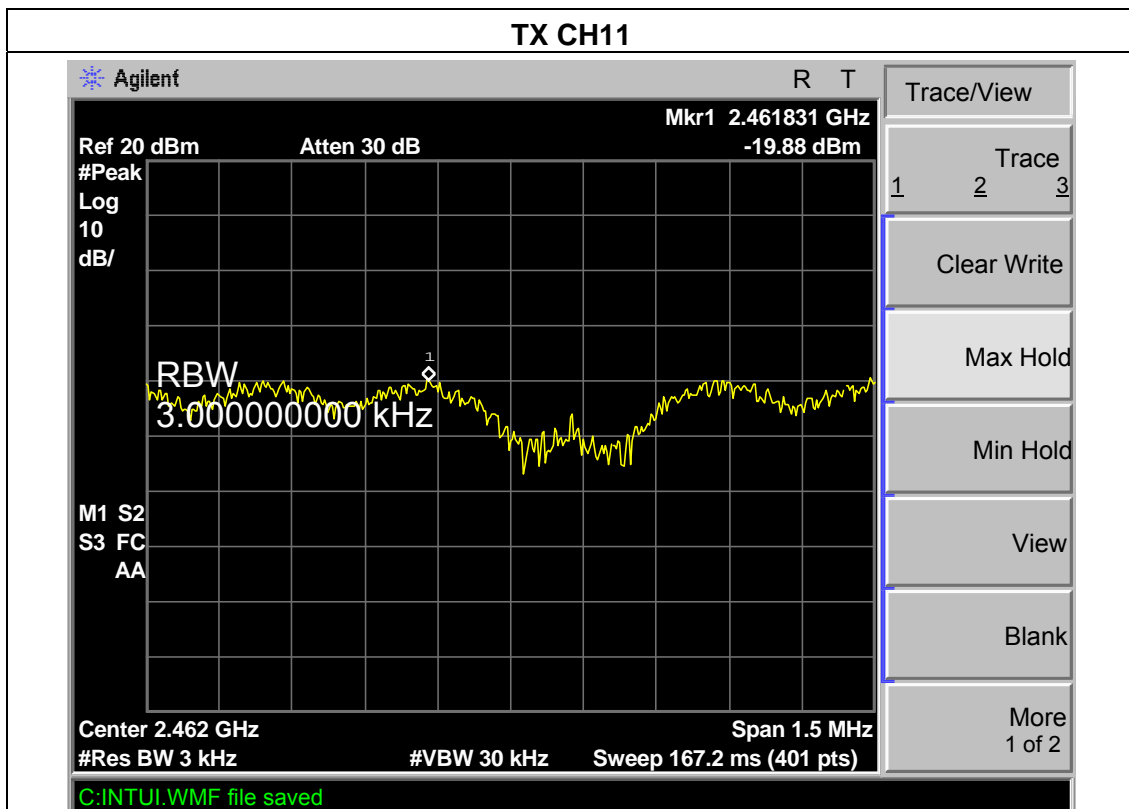 TX CH11
Agilent
R T
Trace/View
Mkr1 2.461831 GHz
Ref 20 dBm Atten 30 dB -19.88 dBm
#Peak
Log
10
dB/
Trace
1 2 3
Clear Write
1
Max Hold
RBW
3.000000000 kHz
Min Hold
M1 S2
S3 FC
AA
View
Blank
Center 2.462 GHz Span 1.5 MHz
#Res BW 3 kHz #VBW 30 kHz Sweep 167.2 ms (401 pts)
More
1 of 2
C:INTUI.WMF file saved